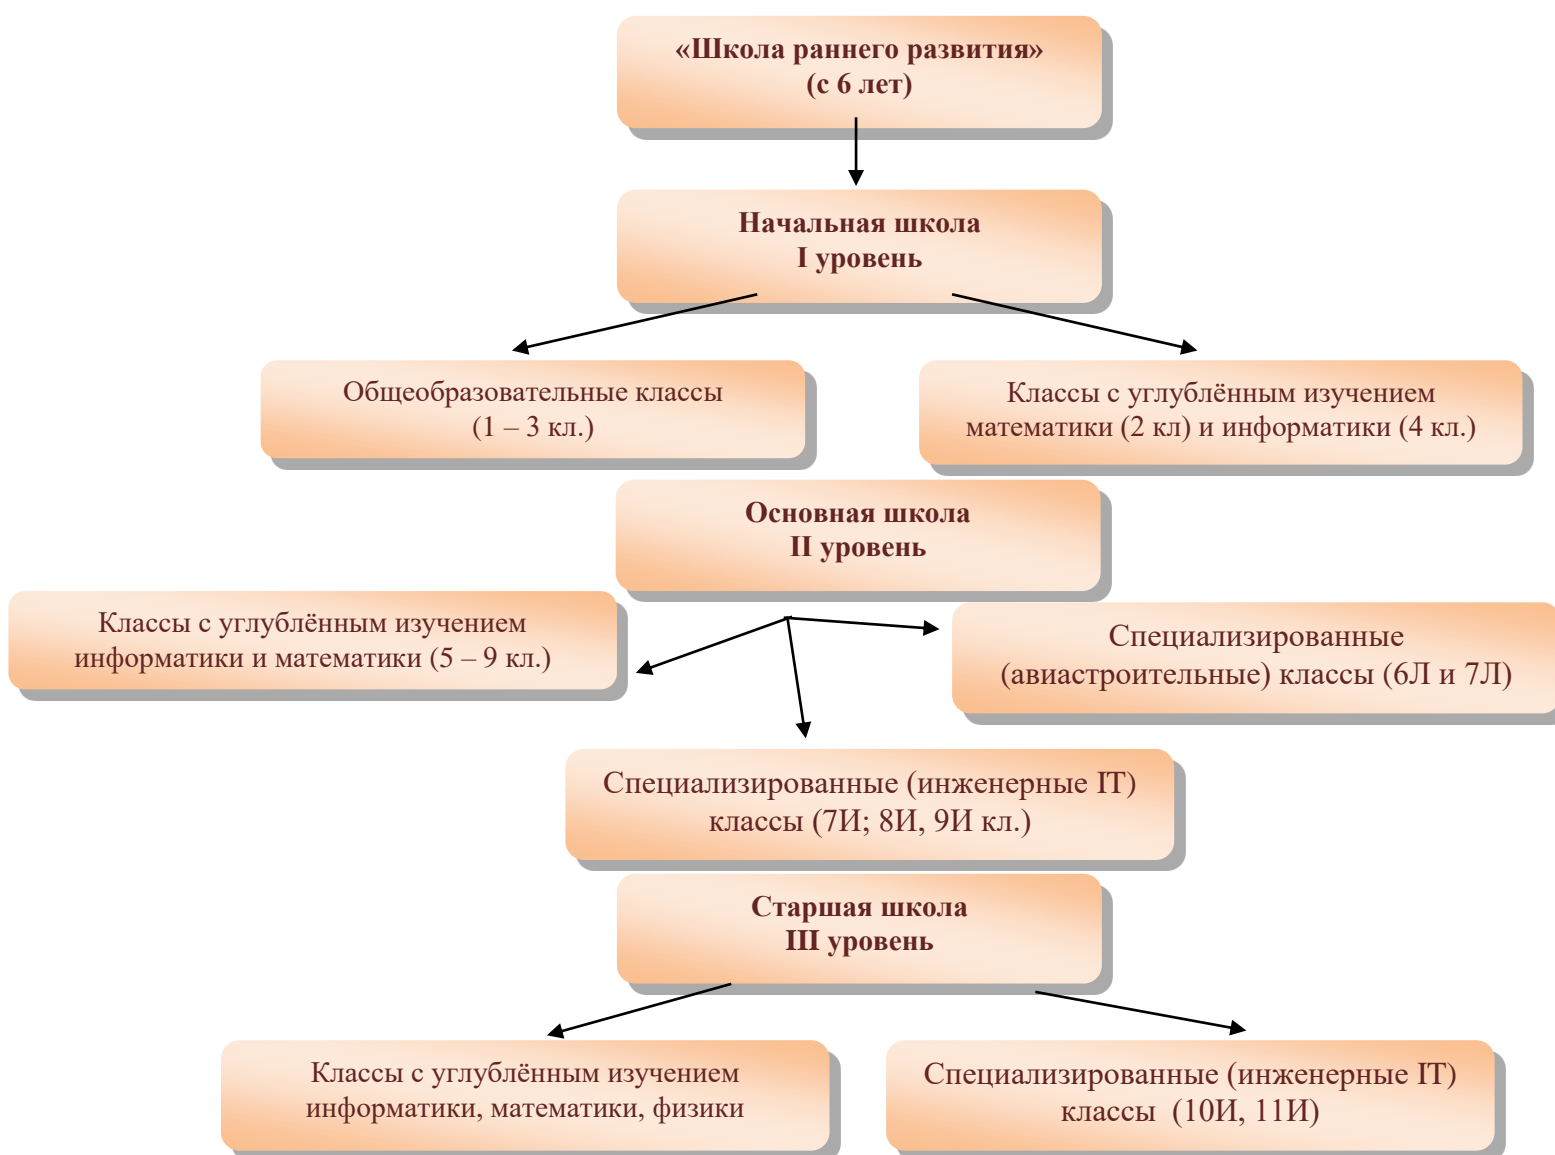 «Школа раннего развития»
(с 6 лет)
Начальная школа
I уровень
Общеобразовательные классы
(1 – 3 кл.)
Классы с углублённым изучением
математики (2 кл) и информатики (4 кл.)
Основная школа
II уровень
Классы с углублённым изучением
информатики и математики (5 – 9 кл.)
Специализированные
(авиастроительные) классы (6Л и 7Л)
Специализированные (инженерные IT)
классы (7И; 8И, 9И кл.)
Старшая школа
III уровень
Классы с углублённым изучением
информатики, математики, физики
Специализированные (инженерные IT)
классы  (10И, 11И)